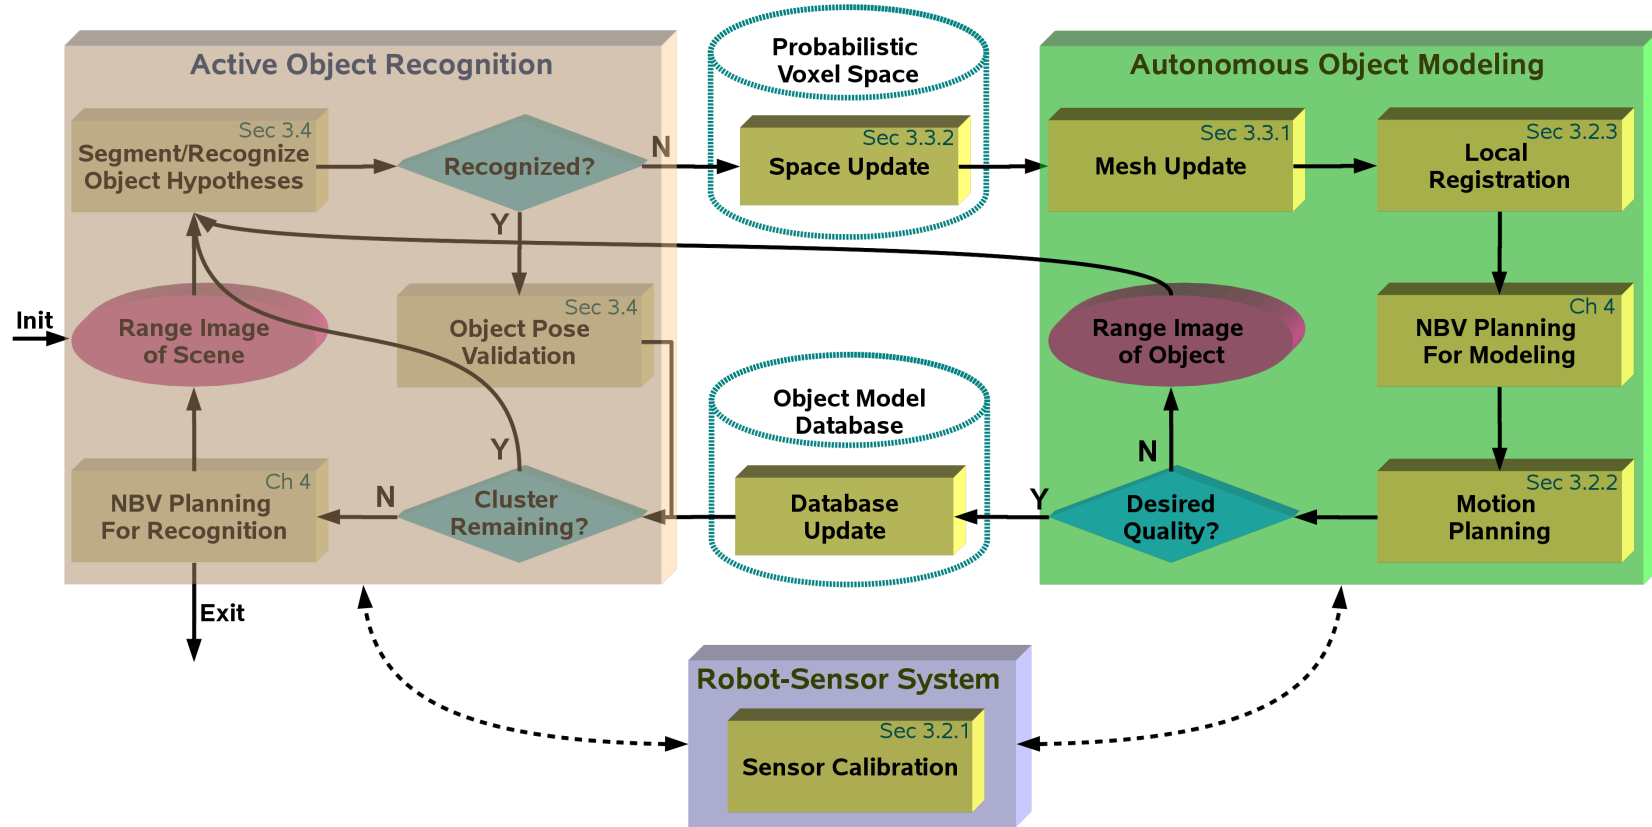 Active Object Recognition
Sec 3.4
Segment/Recognize
Object Hypotheses
Recognized?
N
Y
Init
Range Image
of Scene
Sec 3.4
Object Pose
Validation
Ch 4
NBV Planning
For Recognition
N
Y
Cluster
Remaining?
Exit
Probabilistic
Voxel Space
Sec 3.3.2
Space Update
Object Model
Database
Database
Update
Autonomous Object Modeling
Sec 3.3.1
Mesh Update
Sec 3.2.3
Local
Registration
Range Image
of Object
Ch 4
NBV Planning
For Modeling
N
Y
Desired
Quality?
Sec 3.2.2
Motion
Planning
Robot-Sensor System
Sec 3.2.1
Sensor Calibration